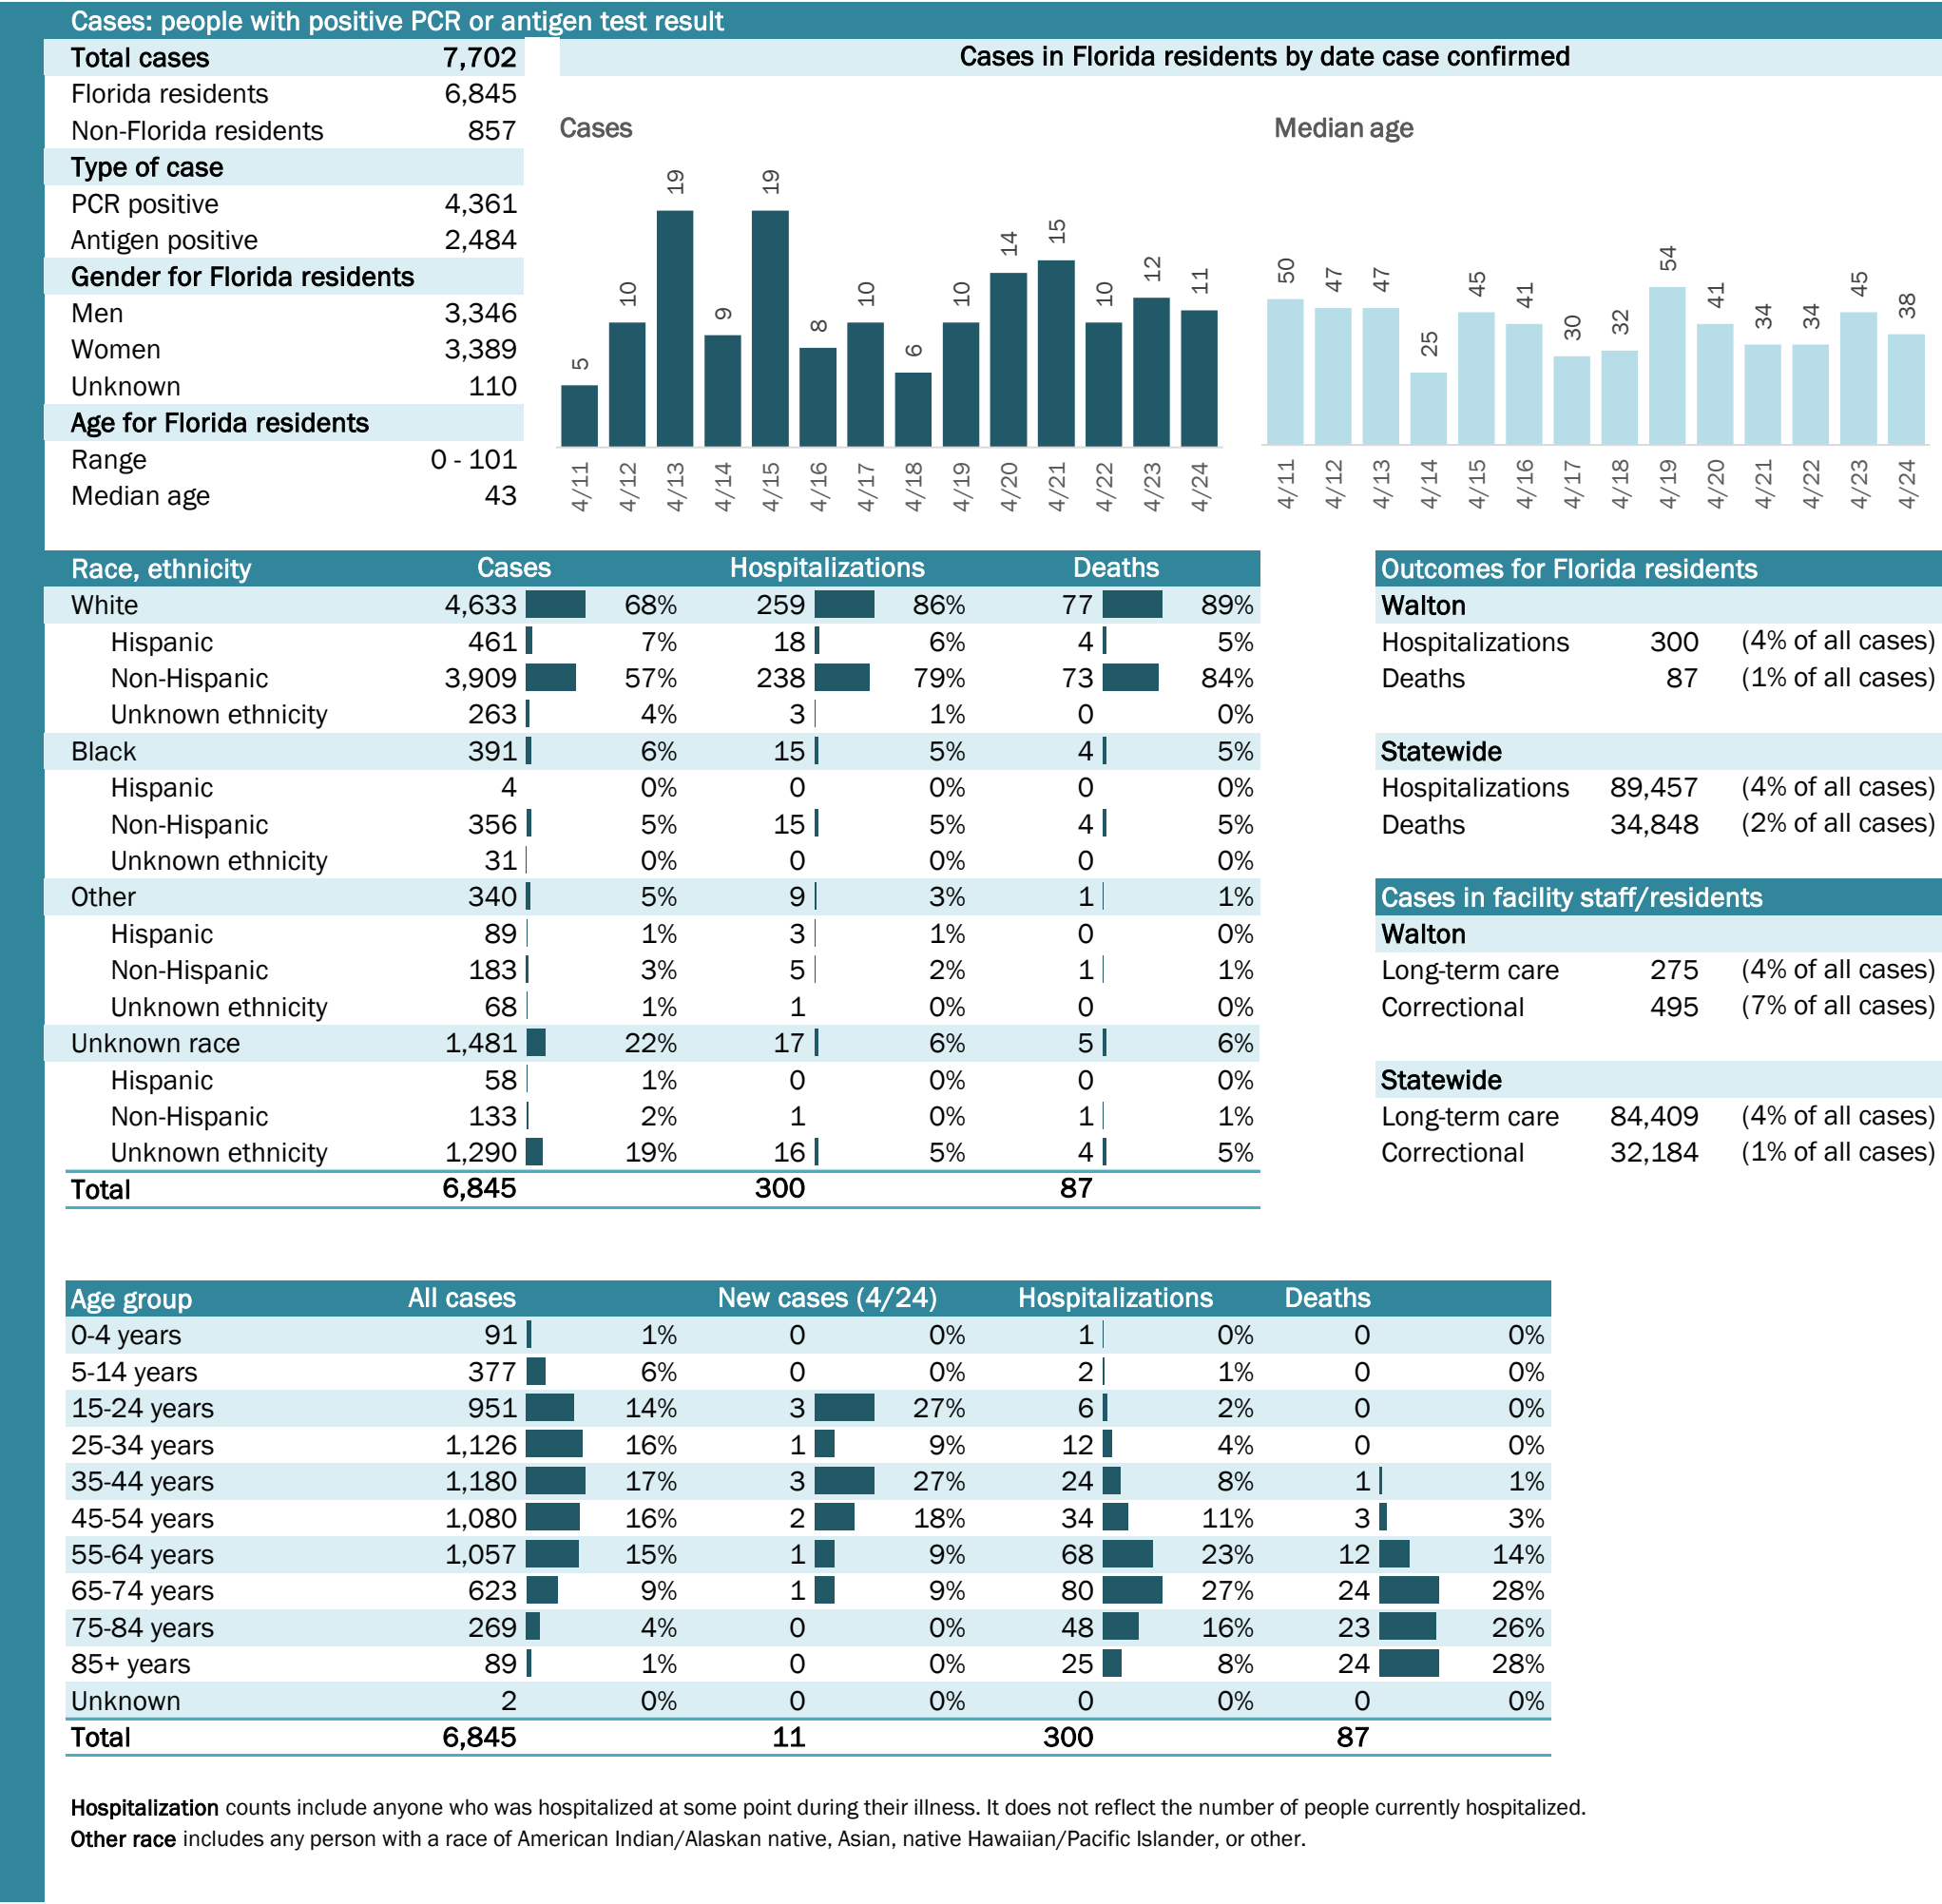 Cases: people with positive PCR or antigen test result
Total cases 7,702
Florida residents 6,845
Non-Florida residents 857
Type of case
PCR positive 4,361
Antigen positive 2,484
Gender for Florida residents
Men 3,346
Women 3,389
Unknown 110
Age for Florida residents
Range 0 - 101
Median age 43
Cases in Florida residents by date case confirmed
Cases
5 10 19 9 19 8 10 6 10 14 15 10 12 11
4/11 4/12 4/13 4/14 4/15 4/16 4/17 4/18 4/19 4/20 4/21 4/22 4/23 4/24
Median age
50 47 47 25 45 41 30 32 54 41 34 34 45 38
4/11 4/12 4/13 4/14 4/15 4/16 4/17 4/18 4/19 4/20 4/21 4/22 4/23 4/24
Race, ethnicity Cases Hospitalizations Deaths
White 4,633 68% 259 86% 77 89%
Hispanic 461 7% 18 6% 4 5%
Non-Hispanic 3,909 57% 238 79% 73 84%
Unknown ethnicity 263 4% 3 1% 0 0%
Black 391 6% 15 5% 4 5%
Hispanic 4 0% 0 0% 0 0%
Non-Hispanic 356 5% 15 5% 4 5%
Unknown ethnicity 31 0% 0 0% 0 0%
Other 340 5% 9 3% 1 1%
Hispanic 89 1% 3 1% 0 0%
Non-Hispanic 183 3% 5 2% 1 1%
Unknown ethnicity 68 1% 1 0% 0 0%
Unknown race 1,481 22% 17 6% 5 6%
Hispanic 58 1% 0 0% 0 0%
Non-Hispanic 133 2% 1 0% 1 1%
Unknown ethnicity 1,290 19% 16 5% 4 5%
Total 6,845 300 87
Outcomes for Florida residents
Walton
Hospitalizations 300 (4% of all cases)
Deaths 87 (1% of all cases)
Statewide
Hospitalizations 89,457 (4% of all cases)
Deaths 34,848 (2% of all cases)
Cases in facility staff/residents
Walton
Long-term care 275 (4% of all cases)
Correctional 495 (7% of all cases)
Statewide
Long-term care 84,409 (4% of all cases)
Correctional 32,184 (1% of all cases)
Age group All cases New cases (4/24) Hospitalizations Deaths
0-4 years 91 1% 0 0% 1 0% 0 0%
5-14 years 377 6% 0 0% 2 1% 0 0%
15-24 years 951 14% 3 27% 6 2% 0 0%
25-34 years 1,126 16% 1 9% 12 4% 0 0%
35-44 years 1,180 17% 3 27% 24 8% 1 1%
45-54 years 1,080 16% 2 18% 34 11% 3 3%
55-64 years 1,057 15% 1 9% 68 23% 12 14%
65-74 years 623 9% 1 9% 80 27% 24 28%
75-84 years 269 4% 0 0% 48 16% 23 26%
85+ years 89 1% 0 0% 25 8% 24 28%
Unknown 2 0% 0 0% 0 0% 0 0%
Total 6,845 11 300 87
Hospitalization counts include anyone who was hospitalized at some point during their illness. It does not reflect the number of people currently hospitalized.
Other race includes any person with a race of American Indian/Alaskan native, Asian, native Hawaiian/Pacific Islander, or other.